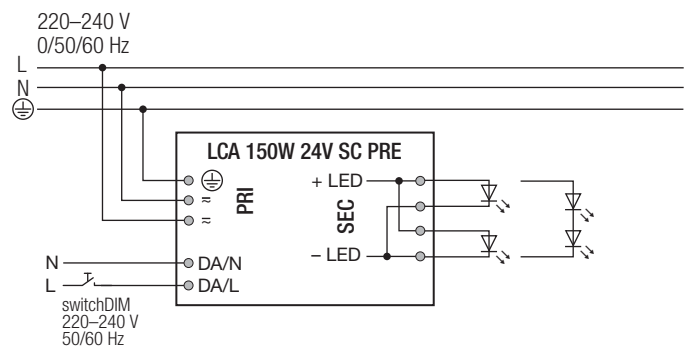 220–240 V
0/50/60 Hz
L
N
LCA 150W 24V SC PRE
PRI
SEC
+ LED
≂
≂
– LED
N
DA/N
L
DA/L
switchDIM
220–240 V
50/60 Hz